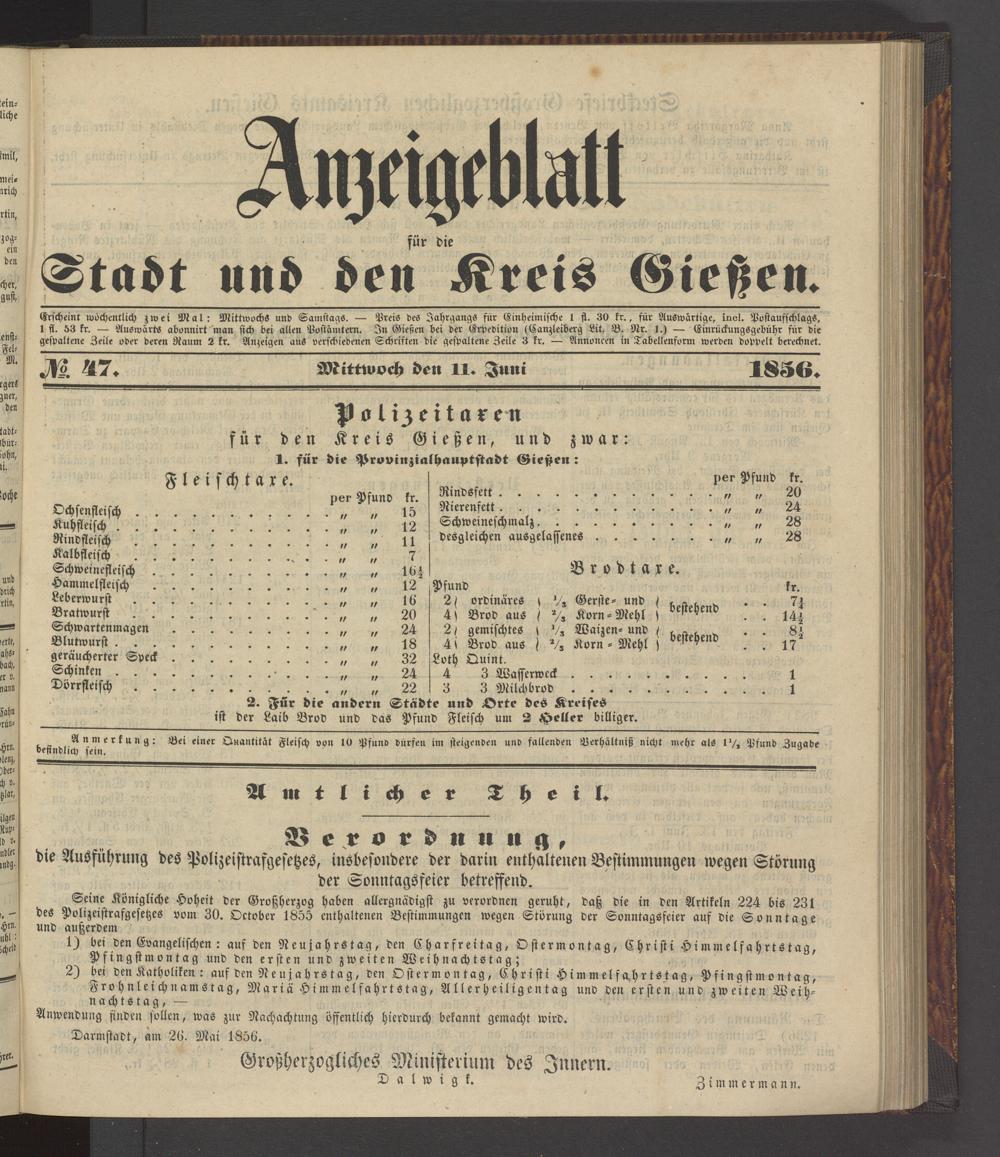 Anzeigeblatt
für die
Stadt und den Kreis Gießen.
Erscheint wöchentlich zwei Mal: Mittwochs und Samstags. — Preis des Jahrgangs für Einheimische 1 fl. 30 kr., für Auswärtige, incl. Postaufschlags,
1 fl. 53 kr. — Auswärts abonnirt man sich bei allen Postämtern. In Gießen bei der Expedition (Canzleiberg Lit. B. Nr. 1.) — Einrückungsgebühr für die
gespaltene Zeile oder deren Raum 2 kr. Anzeigen aus verschiedenen Schriften die gespaltene Zeile 3 kr. — Annoncen in Tabellenform werden doppelt berechnet.
№ 47. Mittwoch den 11. Juni 1856.
Polizeitaxen
für den Kreis Gießen, und zwar:
1. für die Provinzialhauptstadt Gießen:
Fleischtaxe.
per Pfund kr.
Ochsenfleisch . . . . . . . . . . . . „ „ 15
Kuhfleisch . . . . . . . . . . . . „ „ 12
Rindfleisch . . . . . . . . . . . . „ „ 11
Kalbfleisch . . . . . . . . . . . . „ „ 7
Schweinefleisch . . . . . . . . . . . „ „ 16½
Hammelfleisch . . . . . . . . . . . „ „ 12
Leberwurst . . . . . . . . . . . . „ „ 16
Bratwurst . . . . . . . . . . . . „ „ 20
Schwartenmagen . . . . . . . . . . „ „ 24
Blutwurst . . . . . . . . . . . . „ „ 18
geräucherter Speck . . . . . . . . . . „ „ 32
Schinken . . . . . . . . . . . . „ „ 24
Dörrfleisch . . . . . . . . . . . . „ „ 22
per Pfund kr.
Rindsfett . . . . . . . . . . . „ „ 20
Nierenfett . . . . . . . . . . . „ „ 24
Schweineschmalz . . . . . . . . . „ „ 28
desgleichen ausgelassenes . . . . . . . „ „ 28
Brodtaxe.
Pfund kr.
2 ordinäres ⅓ Gerste- und bestehend . . 7¼
4 Brod aus ⅔ Korn-Mehl . . 14½
2 gemischtes ⅓ Waizen- und bestehend . . 8½
4 Brod aus ⅔ Korn-Mehl . . 17
Loth Quint.
4 3 Wasserweck . . . . . . . . . 1
3 3 Milchbrod . . . . . . . . . 1
2. Für die andern Städte und Orte des Kreises
ist der Laib Brod und das Pfund Fleisch um 2 Heller billiger.
Anmerkung: Bei einer Quantität Fleisch von 10 Pfund dürfen im steigenden und fallenden Verhältniß nicht mehr als 1⅓ Pfund Zugabe
befindlich sein.
Amtlicher Theil.
Verordnung,
die Ausführung des Polizeistrafgesetzes, insbesondere der darin enthaltenen Bestimmungen wegen Störung
der Sonntagsfeier betreffend.
Seine Königliche Hoheit der Großherzog haben allergnädigst zu verordnen geruht, daß die in den Artikeln 224 bis 231
des Polizeistrafgesetzes vom 30. October 1855 enthaltenen Bestimmungen wegen Störung der Sonntagsfeier auf die Sonntage
und außerdem
1) bei den Evangelischen: auf den Neujahrstag, den Charfreitag, Ostermontag, Christi Himmelfahrtstag,
Pfingstmontag und den ersten und zweiten Weihnachtstag;
2) bei den Katholiken: auf den Neujahrstag, den Ostermontag, Christi Himmelfahrtstag, Pfingstmontag,
Frohnleichnamstag, Mariä Himmelfahrtstag, Allerheiligentag und den ersten und zweiten Weih-
nachtstag, —
Anwendung finden sollen, was zur Nachachtung öffentlich hierdurch bekannt gemacht wird.
Darmstadt, am 26. Mai 1856.
Großherzogliches Ministerium des Innern.
Dalwigk.
Zimmermann.